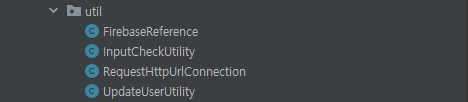 util
FirebaseReference
InputCheckUtility
RequestHttpUrlConnection
UpdateUserUtility